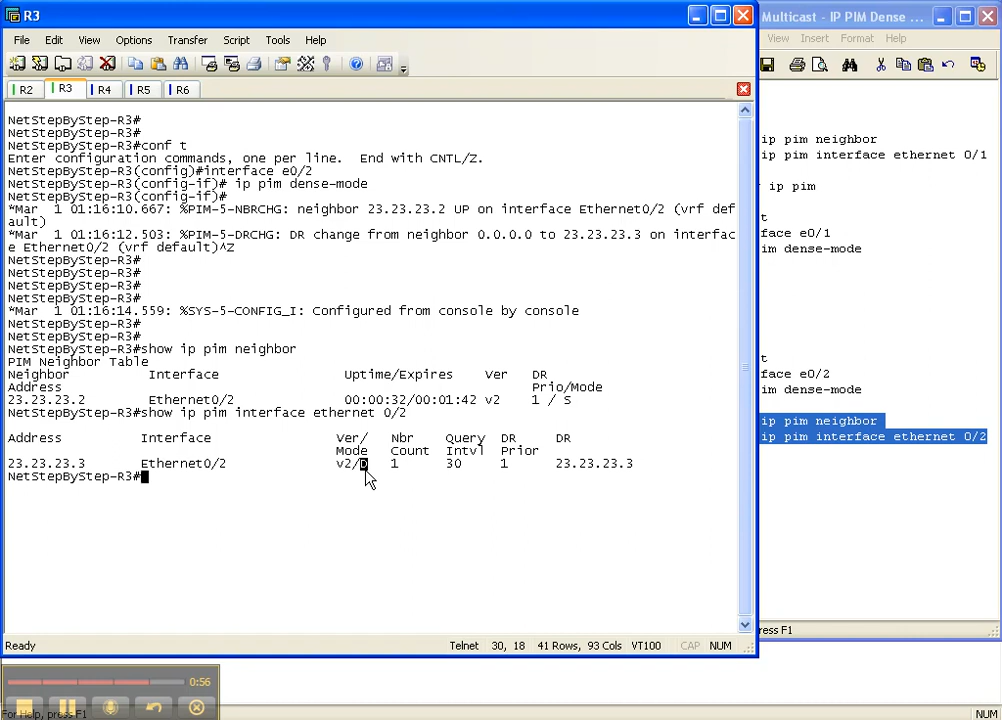 R3
Multicast - IP PIM Dense ...
File Edit View Options Transfer Script Tools Help
View Insert Format Help
R2 R3 R4 R5 R6
NetStepByStep-R3#
NetStepByStep-R3#
NetStepByStep-R3#conf t
Enter configuration commands, one per line.  End with CNTL/Z.
NetStepByStep-R3(config)#interface e0/2
NetStepByStep-R3(config-if)# ip pim dense-mode
NetStepByStep-R3(config-if)#
*Mar  1 01:16:10.667: %PIM-5-NBRCHG: neighbor 23.23.23.2 UP on interface Ethernet0/2 (vrf def
ault)
*Mar  1 01:16:12.503: %PIM-5-DRCHG: DR change from neighbor 0.0.0.0 to 23.23.23.3 on interfac
e Ethernet0/2 (vrf default)^Z
NetStepByStep-R3#
NetStepByStep-R3#
NetStepByStep-R3#
NetStepByStep-R3#
*Mar  1 01:16:14.559: %SYS-5-CONFIG_I: Configured from console by console
NetStepByStep-R3#
NetStepByStep-R3#
NetStepByStep-R3#show ip pim neighbor
PIM Neighbor Table
Neighbor Interface Uptime/Expires Ver DR
Address Prio/Mode
23.23.23.2 Ethernet0/2 00:00:32/00:01:42 v2 1 / S
NetStepByStep-R3#show ip pim interface ethernet 0/2
Address Interface Ver/ Nbr Query DR DR
Mode Count Intvl Prior
23.23.23.3 Ethernet0/2 v2/D 1 30 1 23.23.23.3
NetStepByStep-R3#
ip pim neighbor
ip pim interface ethernet 0/1
ip pim
t
face e0/1
im dense-mode
t
face e0/2
im dense-mode
ip pim neighbor
ip pim interface ethernet 0/2
ress F1
Ready Telnet 30, 18 41 Rows, 93 Cols VT100 CAP NUM
0:56
For Help, press F1
NUM